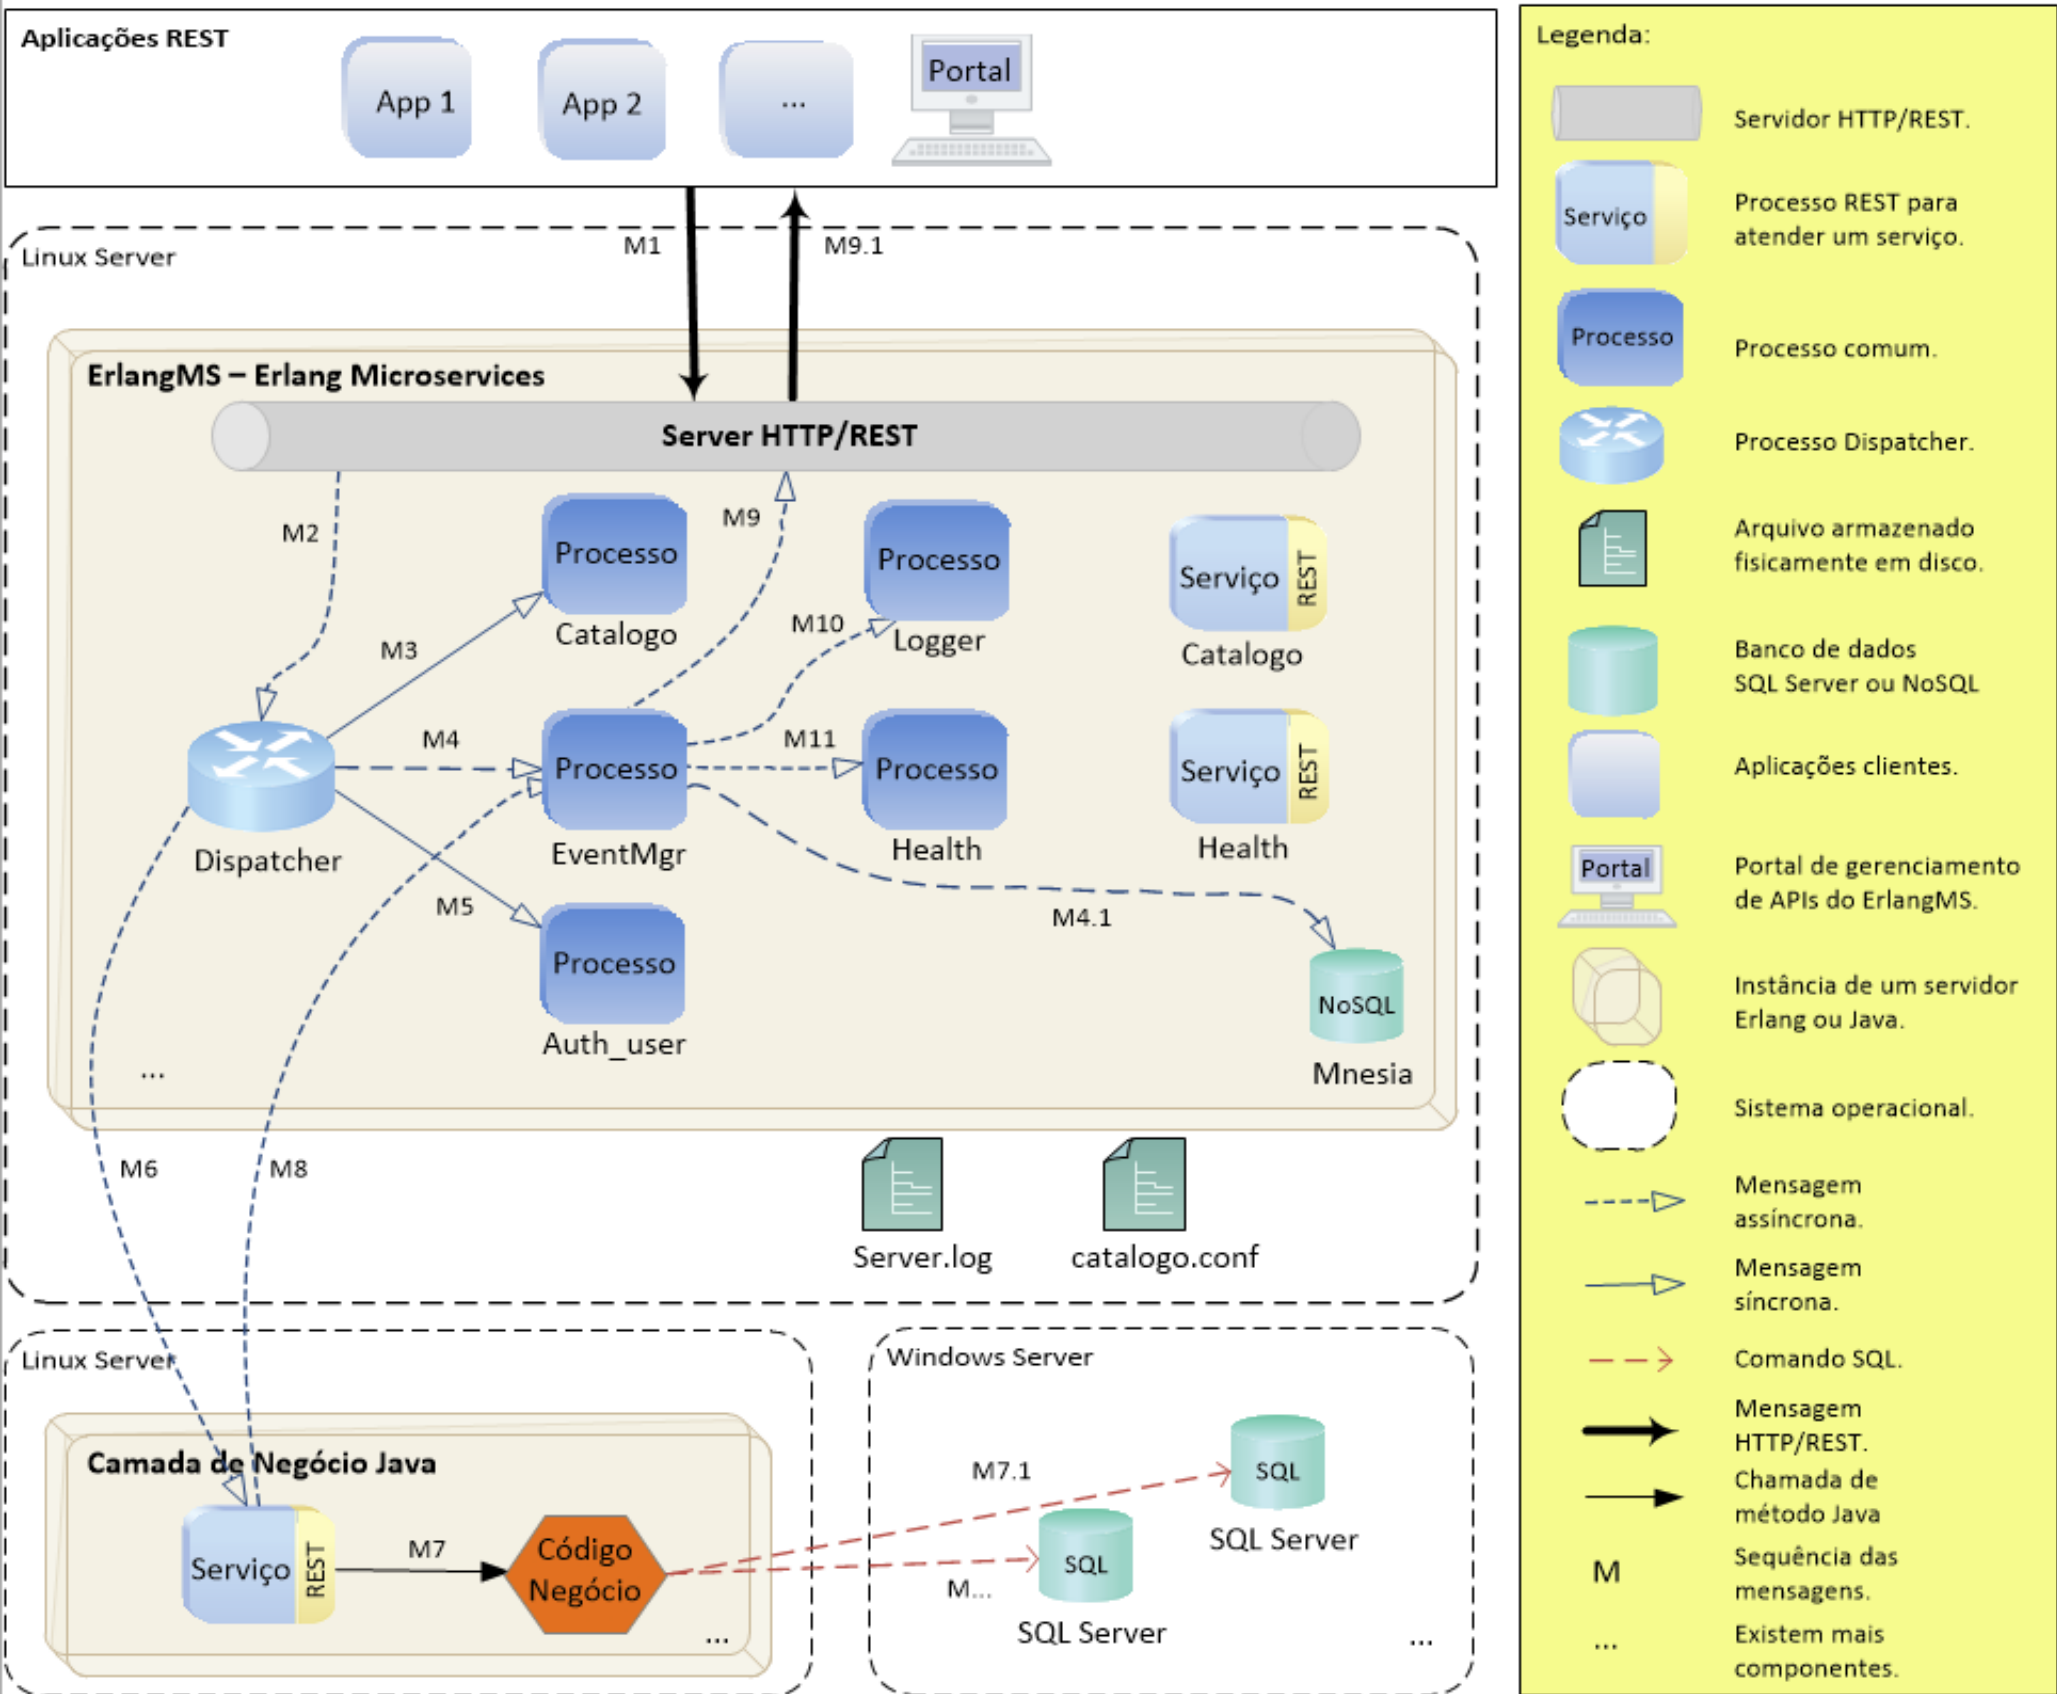 Aplicações REST
App 1
App 2
...
Portal
Linux Server
M1
M9.1
ErlangMS – Erlang Microservices
Server HTTP/REST
M2
Processo
Catalogo
M9
Processo
Logger
M10
Serviço
REST
Catalogo
M3
Dispatcher
M4
Processo
EventMgr
M11
Processo
Health
Serviço
REST
Health
M5
Processo
Auth_user
M4.1
NoSQL
Mnesia
...
M6
M8
Server.log
catalogo.conf
Linux Server
Camada de Negócio Java
Serviço
REST
M7
Código
Negócio
...
Windows Server
M7.1
SQL
SQL Server
M...
SQL
SQL Server
...
Legenda:
Servidor HTTP/REST.
Serviço
Processo REST para
atender um serviço.
Processo
Processo comum.
Processo Dispatcher.
Arquivo armazenado
fisicamente em disco.
Banco de dados
SQL Server ou NoSQL
Aplicações clientes.
Portal
Portal de gerenciamento
de APIs do ErlangMS.
Instância de um servidor
Erlang ou Java.
Sistema operacional.
Mensagem
assíncrona.
Mensagem
síncrona.
Comando SQL.
Mensagem
HTTP/REST.
Chamada de
método Java
M
Sequência das
mensagens.
...
Existem mais
componentes.